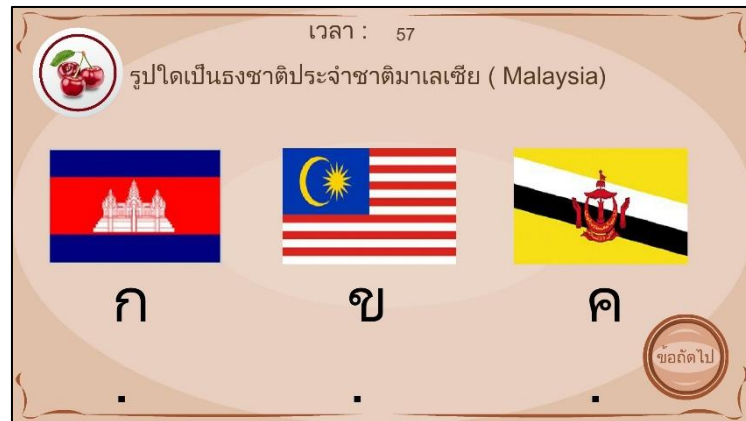 เวลา : 57
รูปใดเป็นธงชาติประจำชาติมาเลเซีย ( Malaysia)
ก ข ค
ข้อถัดไป
. . .